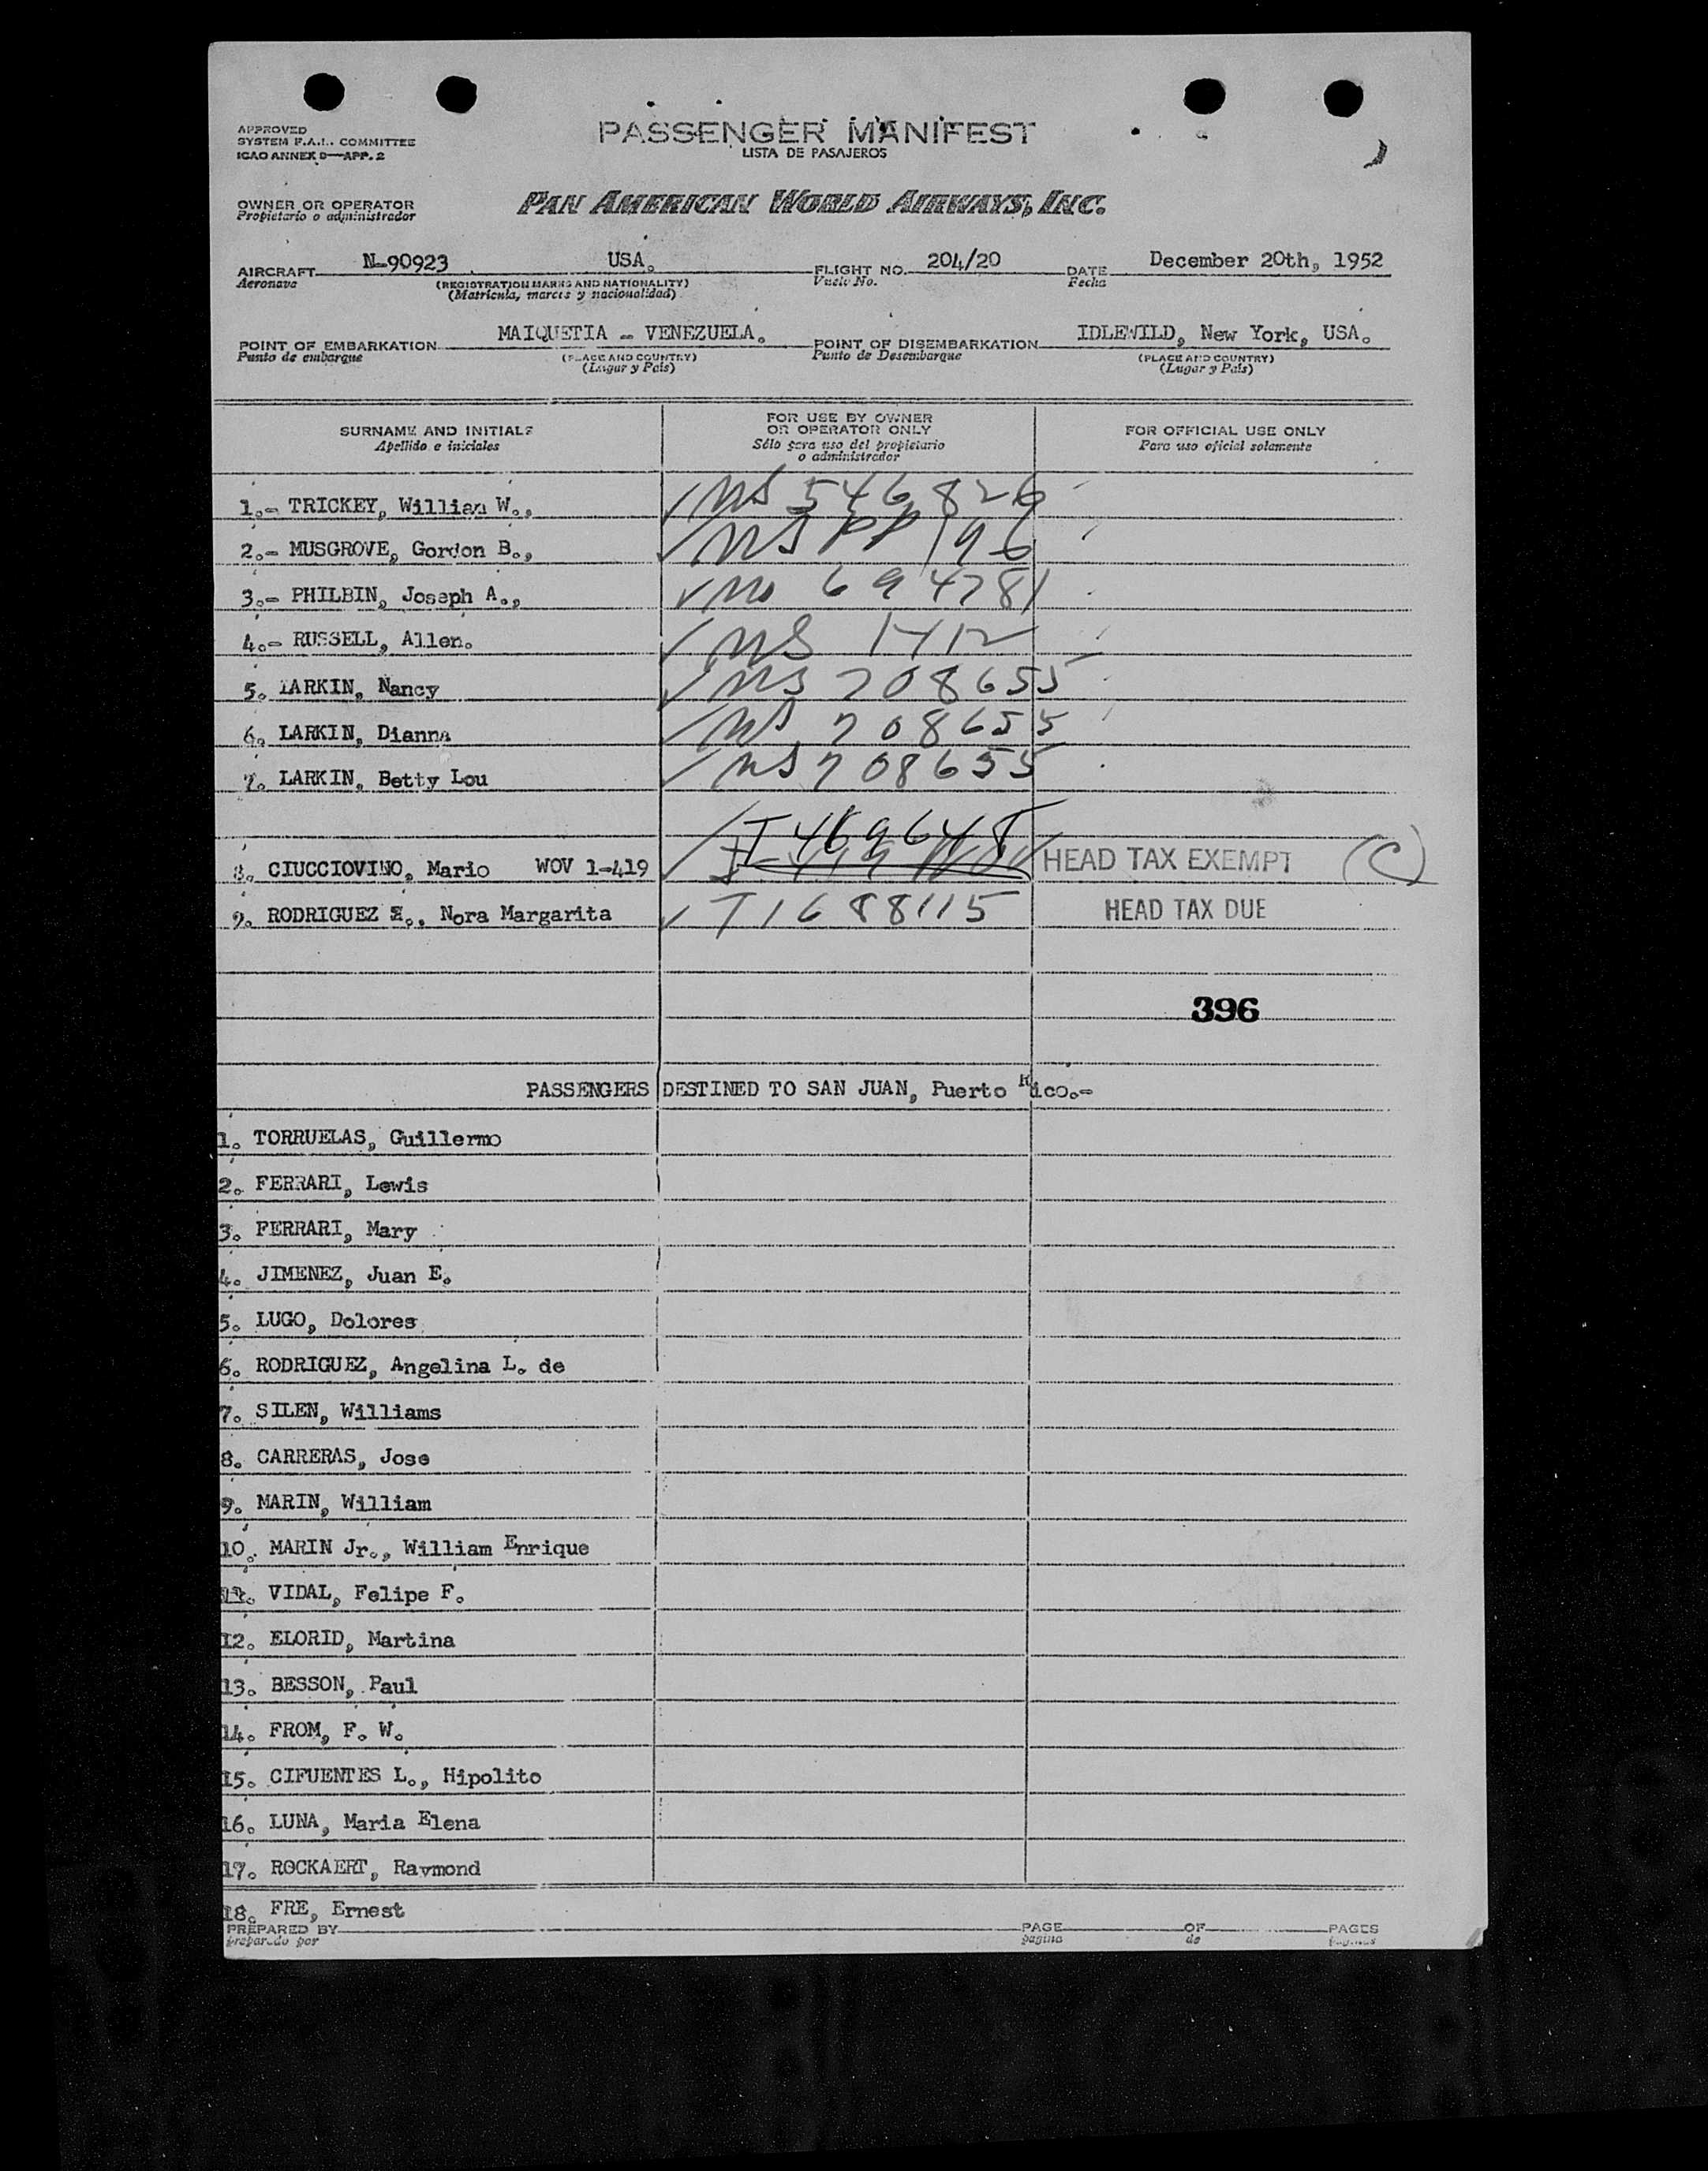 APPROVED
SYSTEM F.A.L. COMMITTEE
ICAO ANNEX 9—APP. 2
PASSENGER MANIFEST
LISTA DE PASAJEROS
OWNER OR OPERATOR
Propietario o administrador
PAN AMERICAN WORLD AIRWAYS, INC.
AIRCRAFT N-90923 USA. FLIGHT NO. 204/20 DATE December 20th, 1952
Aeronave (REGISTRATION MARKS AND NATIONALITY) Vuelo No. Fecha
(Matricula, marcas y nacionalidad)
POINT OF EMBARKATION MAIQUETIA - VENEZUELA. POINT OF DISEMBARKATION IDLEWILD, New York, USA.
Punto de embarque (PLACE AND COUNTRY) Punto de Desembarque (PLACE AND COUNTRY)
(Lugar y Pais) (Lugar y Pais)
SURNAME AND INITIALS FOR USE BY OWNER OR OPERATOR ONLY FOR OFFICIAL USE ONLY
Apellido e iniciales Sólo para uso del propietario o administrador Para uso oficial solamente
1.- TRICKEY, William W., 546826
2.- MUSGROVE, Gordon B., PP 196
3.- PHILBIN, Joseph A., 694781
4.- RUSSELL, Allen. 1412
5. LARKIN, Nancy 708655
6. LARKIN, Dianna 708655
7. LARKIN, Betty Lou 708655
I 469648
8. CIUCCIOVINO, Mario WOV 1-419 HEAD TAX EXEMPT (C)
9. RODRIGUEZ E., Nora Margarita T1688115 HEAD TAX DUE
396
PASSENGERS DESTINED TO SAN JUAN, Puerto Rico.-
1. TORRUELAS, Guillermo
2. FERRARI, Lewis
3. FERRARI, Mary
4. JIMENEZ, Juan E.
5. LUGO, Dolores
6. RODRIGUEZ, Angelina L. de
7. SILEN, Williams
8. CARRERAS, Jose
9. MARIN, William
10. MARIN Jr., William Enrique
11. VIDAL, Felipe F.
12. ELORID, Martina
13. BESSON, Paul
14. FROM, F. W.
15. CIFUENTES L., Hipolito
16. LUNA, Maria Elena
17. ROCKAERT, Raymond
18. FRE, Ernest
PREPARED BY PAGE OF PAGES
preparado por pagina de paginas